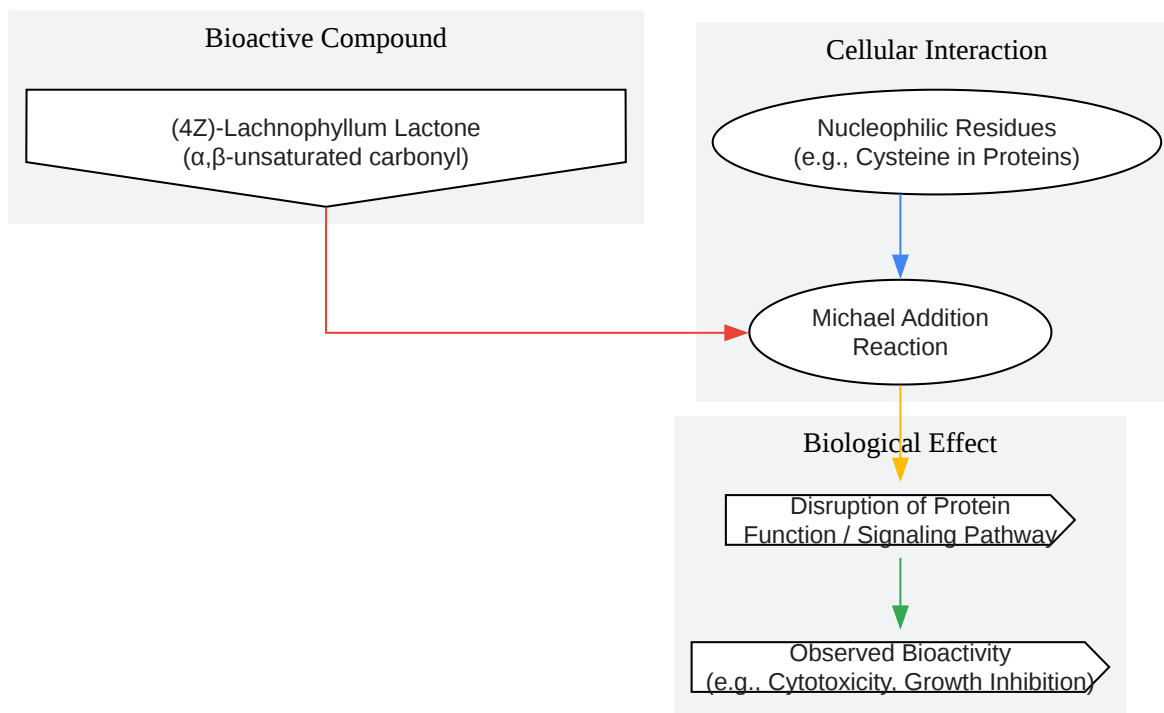 Bioactive Compound
(4Z)-Lachnophyllum Lactone
(α,β-unsaturated carbonyl)
Cellular Interaction
Nucleophilic Residues
(e.g., Cysteine in Proteins)
Michael Addition
Reaction
Biological Effect
Disruption of Protein
Function / Signaling Pathway
Observed Bioactivity
(e.g., Cytotoxicity, Growth Inhibition)